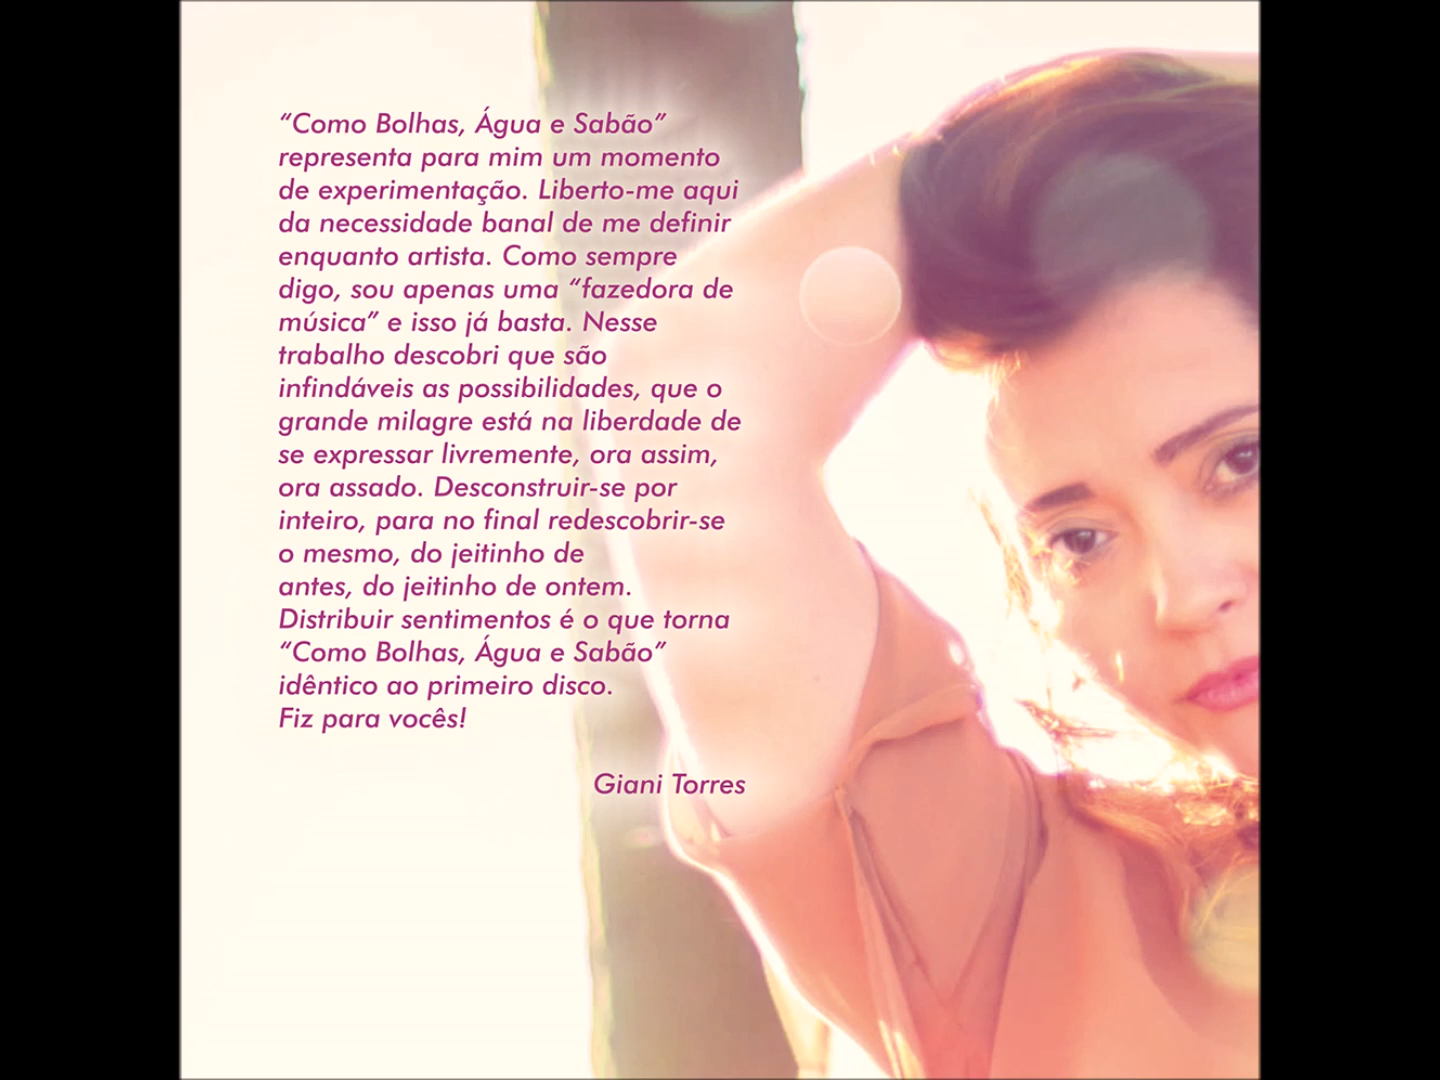 “Como Bolhas, Água e Sabão”
representa para mim um momento
de experimentação. Liberto-me aqui
da necessidade banal de me definir
enquanto artista. Como sempre
digo, sou apenas uma “fazedora de
música” e isso já basta. Nesse
trabalho descobri que são
infindáveis as possibilidades, que o
grande milagre está na liberdade de
se expressar livremente, ora assim,
ora assado. Desconstruir-se por
inteiro, para no final redescobrir-se
o mesmo, do jeitinho de
antes, do jeitinho de ontem.
Distribuir sentimentos é o que torna
“Como Bolhas, Água e Sabão”
idêntico ao primeiro disco.
Fiz para vocês!
Giani Torres